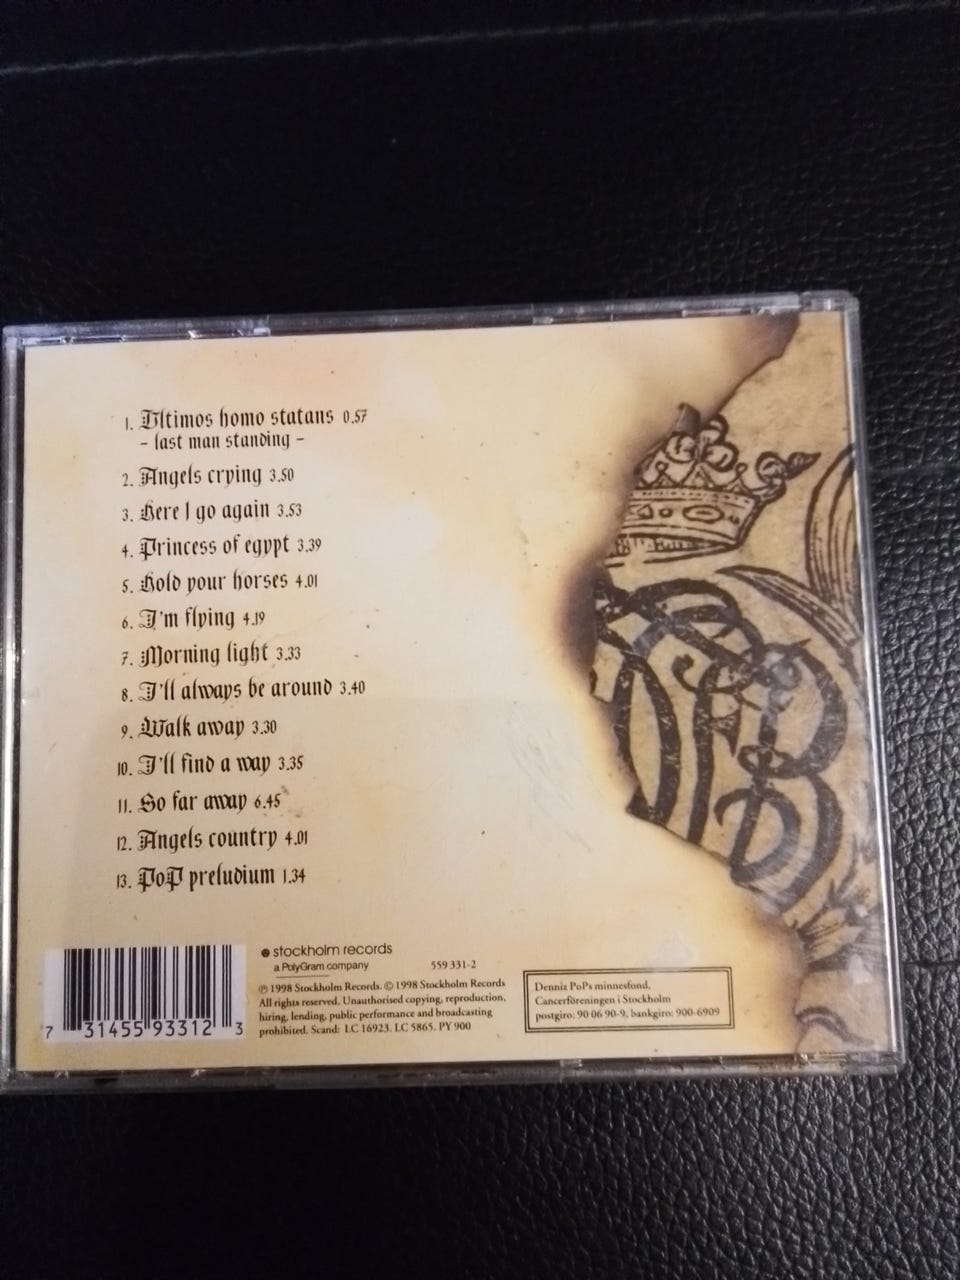 1. Ultimos homo statans 0.57
- last man standing -
2. Angels crying 3.50
3. Here I go again 3.53
4. Princess of egypt 3.39
5. Hold your horses 4.01
6. I'm flying 4.19
7. Morning light 3.33
8. I'll always be around 3.40
9. Walk away 3.30
10. I'll find a way 3.35
11. So far away 6.45
12. Angels country 4.01
13. PoP preludium 1.34
stockholm records
a PolyGram company 559 331-2
℗ 1998 Stockholm Records. © 1998 Stockholm Records
All rights reserved. Unauthorised copying, reproduction,
hiring, lending, public performance and broadcasting
prohibited. Scand: LC 16923. LC 5865. PY 900
7 31455 93312 3
Denniz PoPs minnesfond,
Cancerföreningen i Stockholm
postgiro: 90 06 90-9, bankgiro: 900-6909